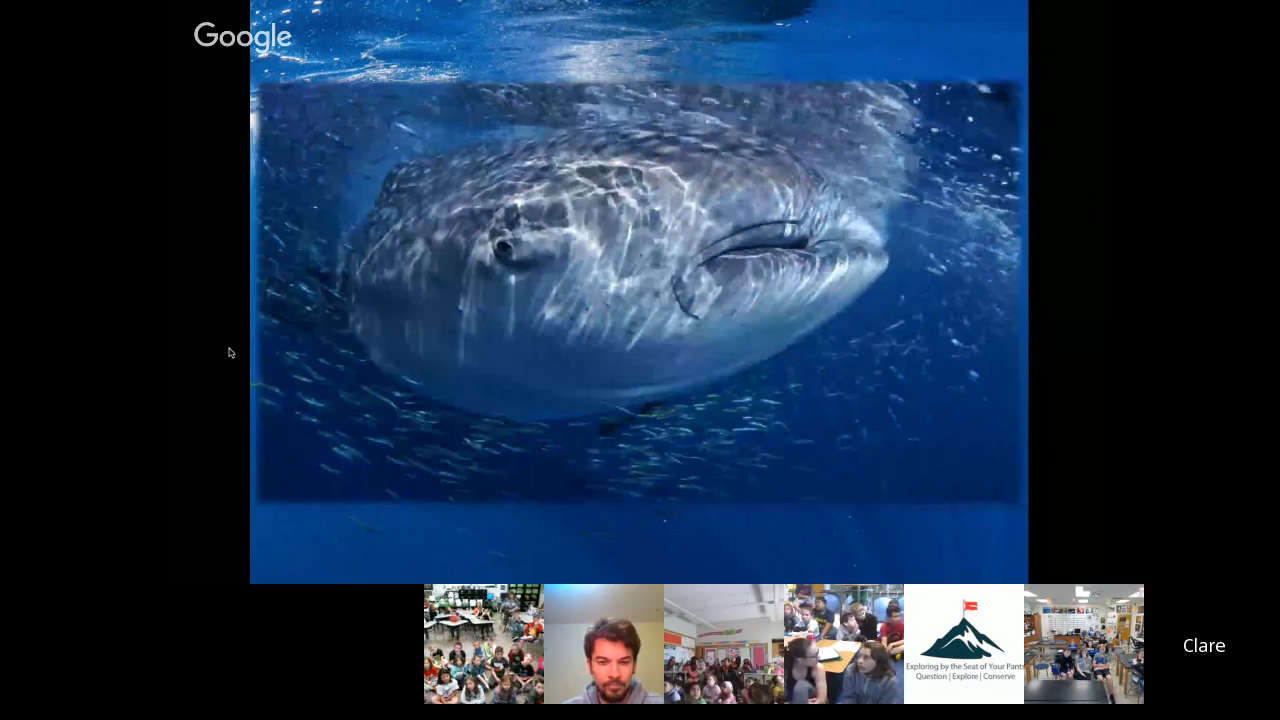 Google
Exploring by the Seat of Your Pants
Question | Explore | Conserve
Clare